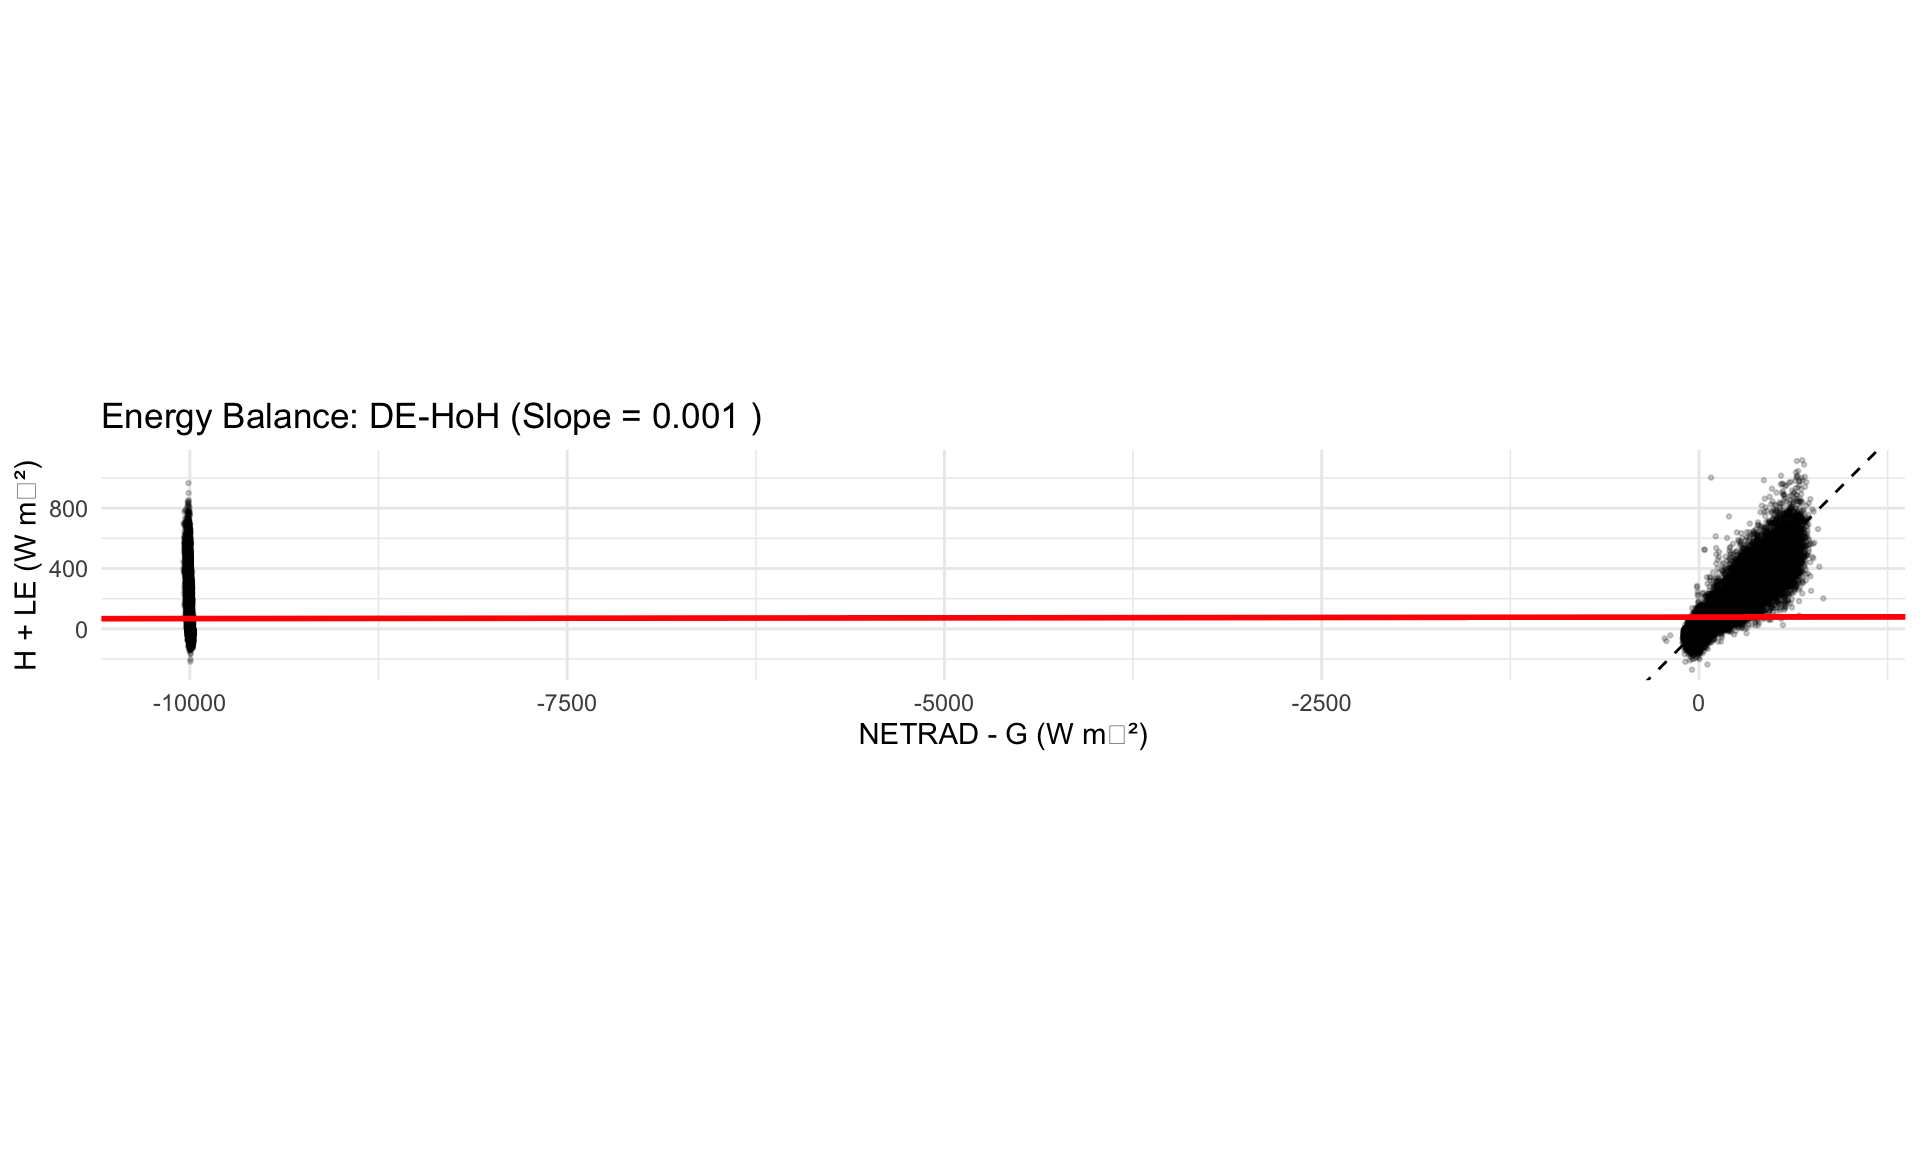 Energy Balance: DE-HoH (Slope = 0.001 )
H + LE (W m□²)
800
400
0
-10000 -7500 -5000 -2500 0
NETRAD - G (W m□²)